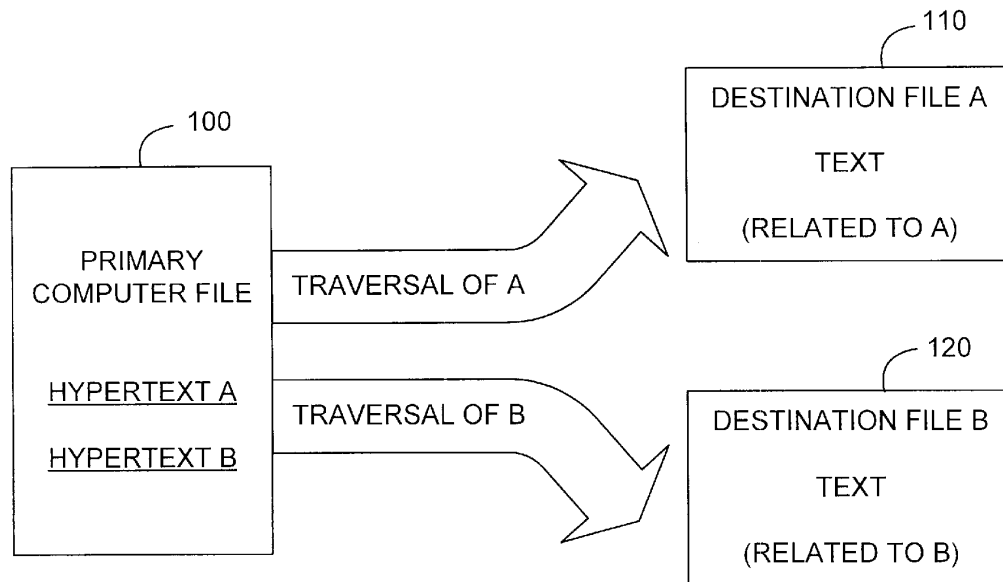 100
PRIMARY
COMPUTER FILE
HYPERTEXT A
HYPERTEXT B
TRAVERSAL OF A
TRAVERSAL OF B
110
DESTINATION FILE A
TEXT
(RELATED TO A)
120
DESTINATION FILE B
TEXT
(RELATED TO B)